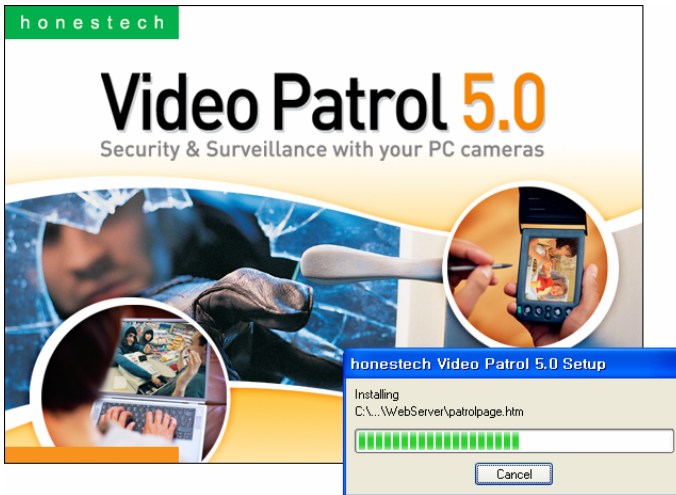 honestech
Video Patrol 5.0
Security & Surveillance with your PC cameras
honestech Video Patrol 5.0 Setup
Installing
C:\...\WebServer\patrolpage.htm
Cancel